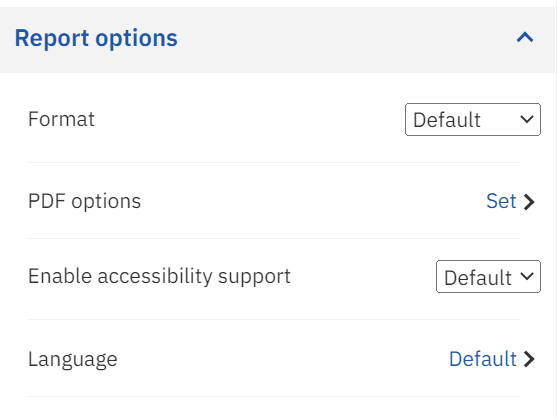 Report options
Format Default
PDF options Set
Enable accessibility support Default
Language Default